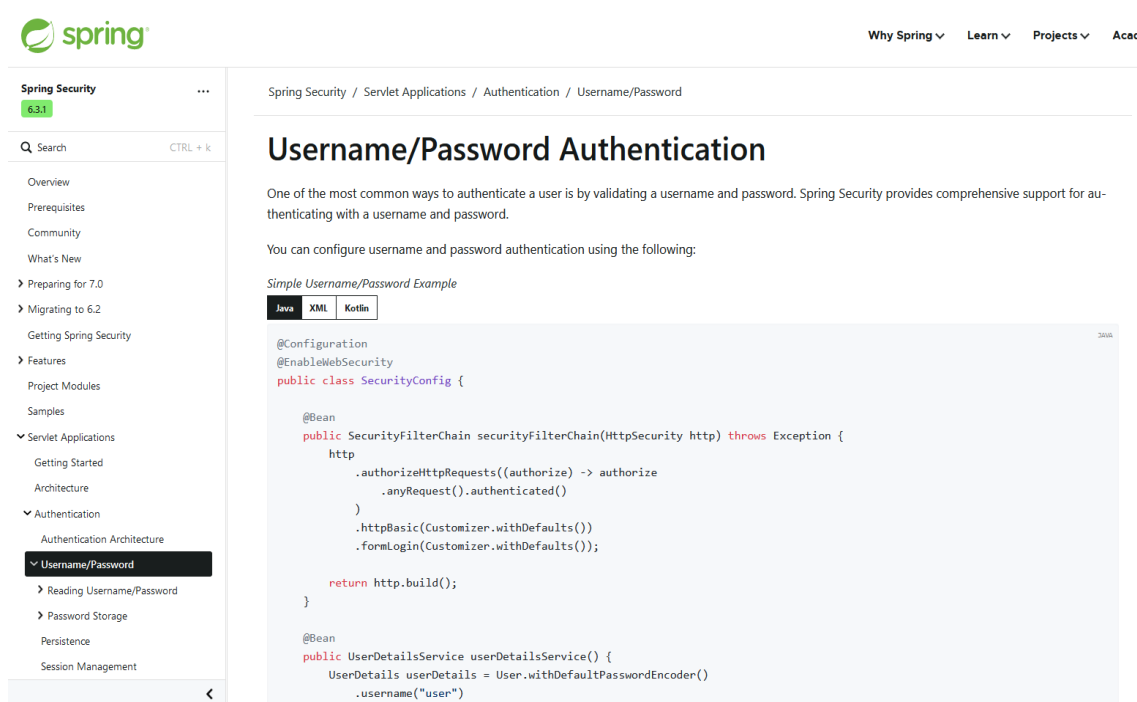 spring
Why Spring
Learn
Projects
Spring Security
6.3.1
Search CTRL + k
Overview
Prerequisites
Community
What's New
Preparing for 7.0
Migrating to 6.2
Getting Spring Security
Features
Project Modules
Samples
Servlet Applications
Getting Started
Architecture
Authentication
Authentication Architecture
Username/Password
Reading Username/Password
Password Storage
Persistence
Session Management
Spring Security / Servlet Applications / Authentication / Username/Password
Username/Password Authentication
One of the most common ways to authenticate a user is by validating a username and password. Spring Security provides comprehensive support for au-
thenticating with a username and password.
You can configure username and password authentication using the following:
Simple Username/Password Example
Java XML Kotlin
JAVA
@Configuration
@EnableWebSecurity
public class SecurityConfig {
@Bean
public SecurityFilterChain securityFilterChain(HttpSecurity http) throws Exception {
http
.authorizeHttpRequests((authorize) -> authorize
.anyRequest().authenticated()
)
.httpBasic(Customizer.withDefaults())
.formLogin(Customizer.withDefaults());
return http.build();
}
@Bean
public UserDetailsService userDetailsService() {
UserDetails userDetails = User.withDefaultPasswordEncoder()
.username("user")